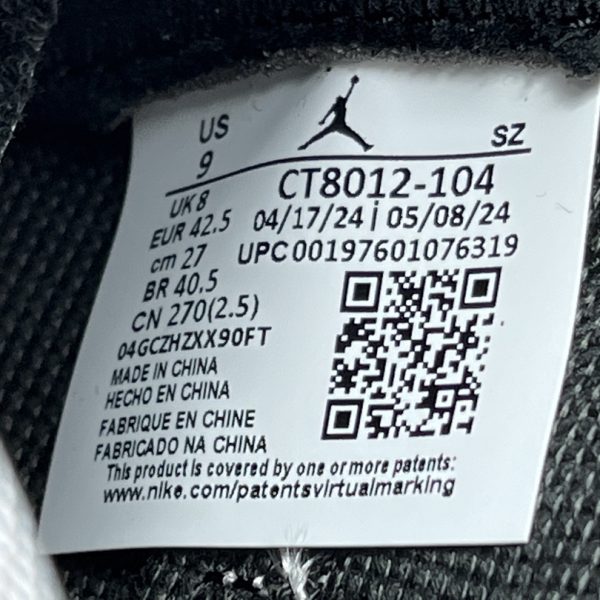 US
SZ
9
CT8012-104
UK 8
04/17/24 | 05/08/24
EUR 42.5
UPC00197601076319
cm 27
BR 40.5
CN 270(2.5)
04GCZHZXX90FT
MADE IN CHINA
HECHO EN CHINA
FABRIQUE EN CHINE
FABRICADO NA CHINA
This product is covered by one or more patents:
www.nike.com/patentsvirtualmarking